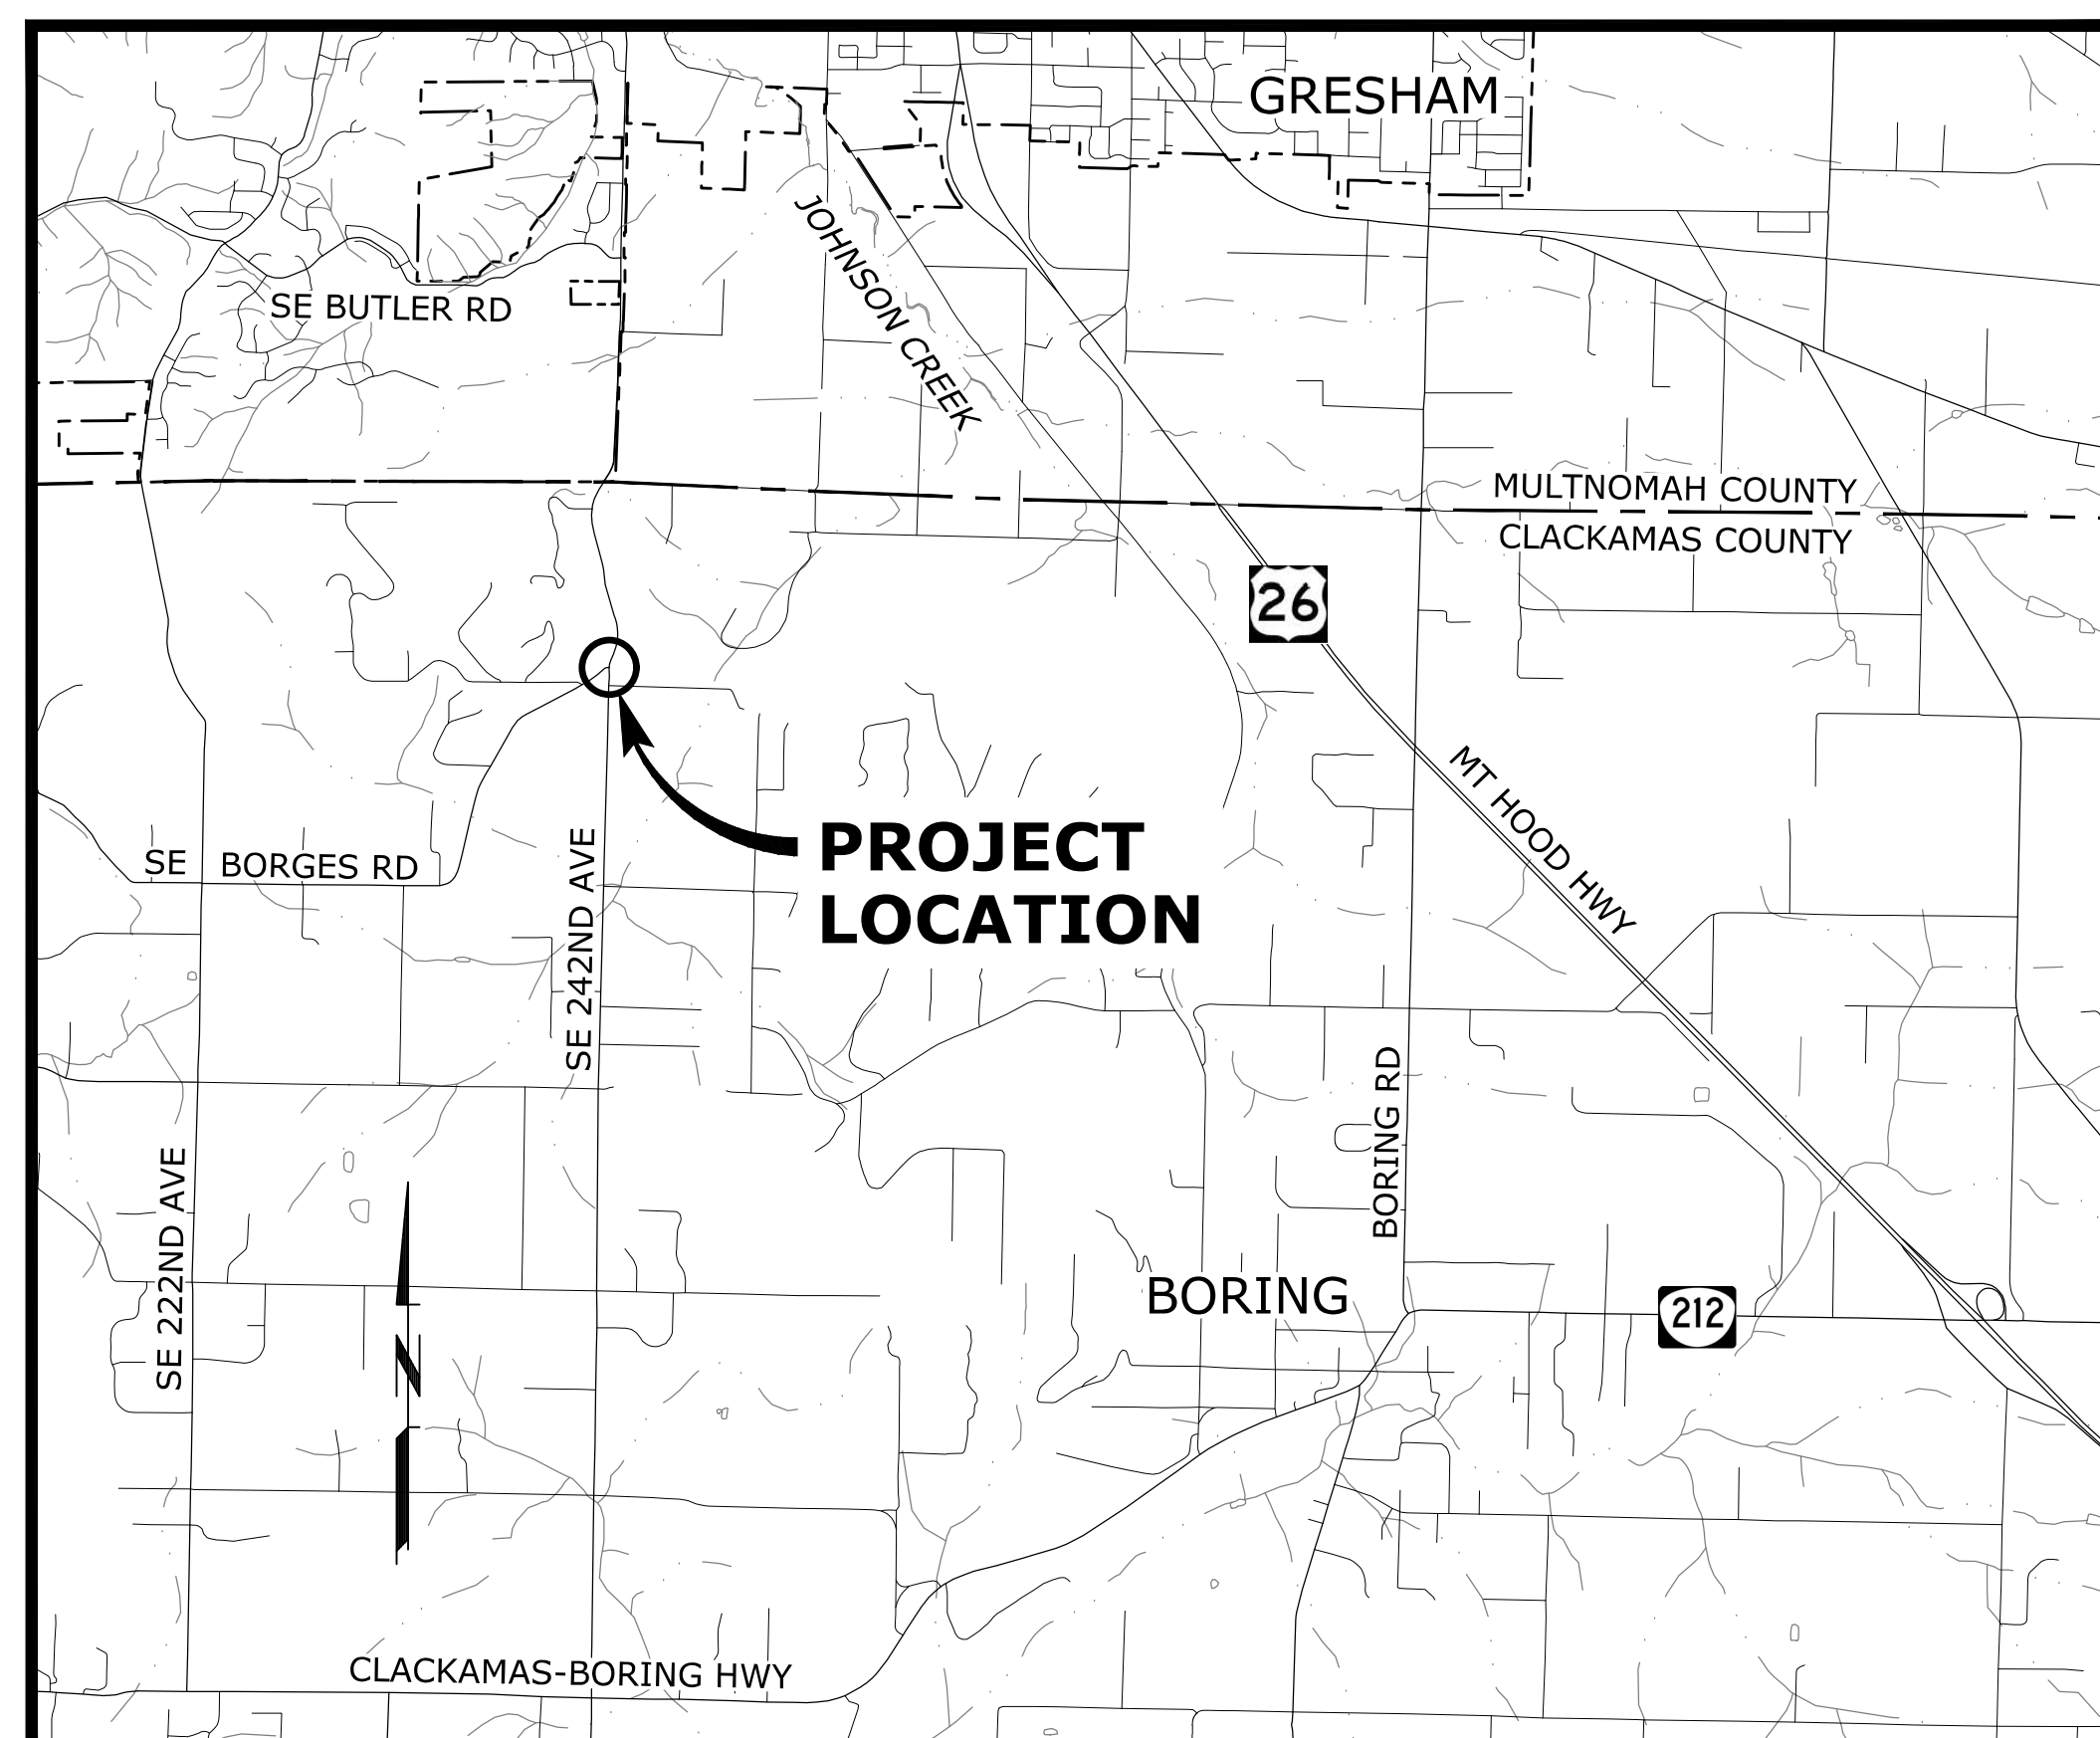 GRESHAM
JOHNSON CREEK
SE BUTLER RD
MULTNOMAH COUNTY
CLACKAMAS COUNTY
26
MT HOOD HWY
PROJECT
LOCATION
SE BORGES RD
SE 242ND AVE
BORING RD
SE 222ND AVE
N
BORING
212
CLACKAMAS-BORING HWY